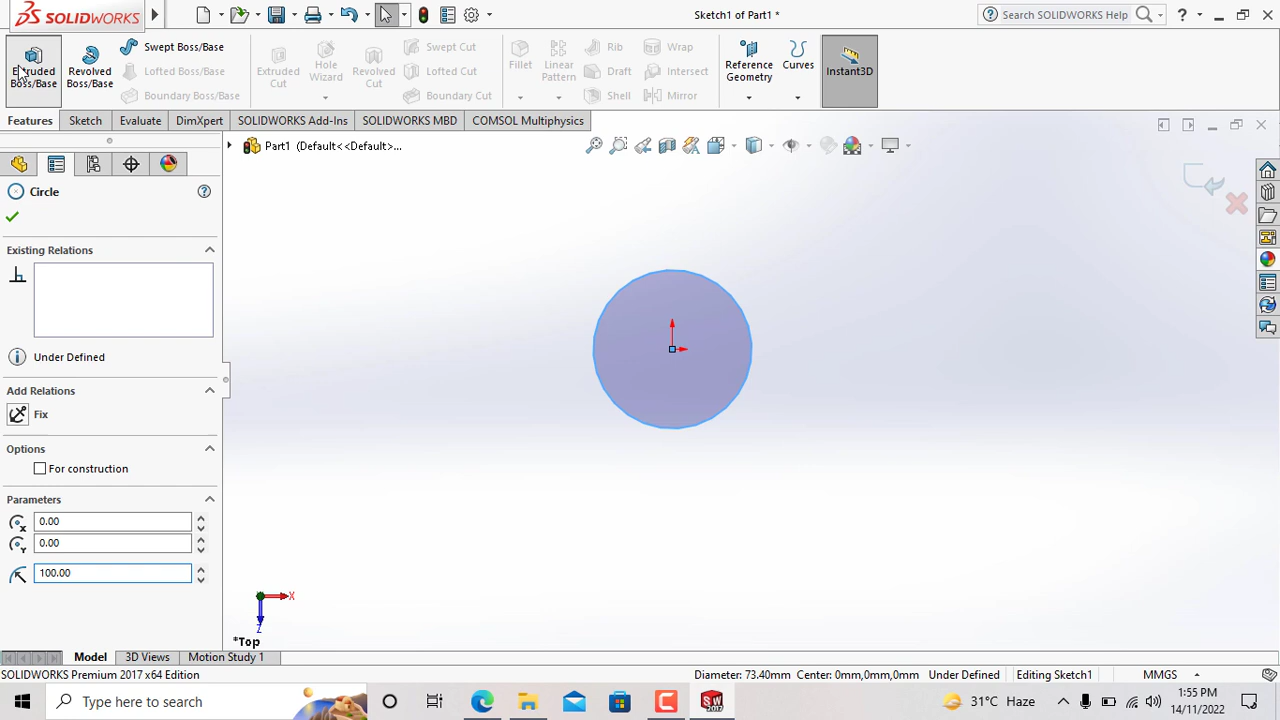 SOLIDWORKS
Sketch1 of Part1 *
Search SOLIDWORKS Help
Extruded Boss/Base
Revolved Boss/Base
Swept Boss/Base
Lofted Boss/Base
Boundary Boss/Base
Extruded Cut
Hole Wizard
Revolved Cut
Swept Cut
Lofted Cut
Boundary Cut
Fillet
Linear Pattern
Rib
Draft
Shell
Wrap
Intersect
Mirror
Reference Geometry
Curves
Instant3D
Features Sketch Evaluate DimXpert SOLIDWORKS Add-Ins SOLIDWORKS MBD COMSOL Multiphysics
Part1 (Default<<Default>...
Circle
Existing Relations
Under Defined
Add Relations
Fix
Options
For construction
Parameters
0.00
0.00
100.00
X
Z
*Top
Model 3D Views Motion Study 1
SOLIDWORKS Premium 2017 x64 Edition
Diameter: 73.40mm Center: 0mm,0mm,0mm Under Defined Editing Sketch1 MMGS
Type here to search
31°C Haze
1:55 PM
14/11/2022